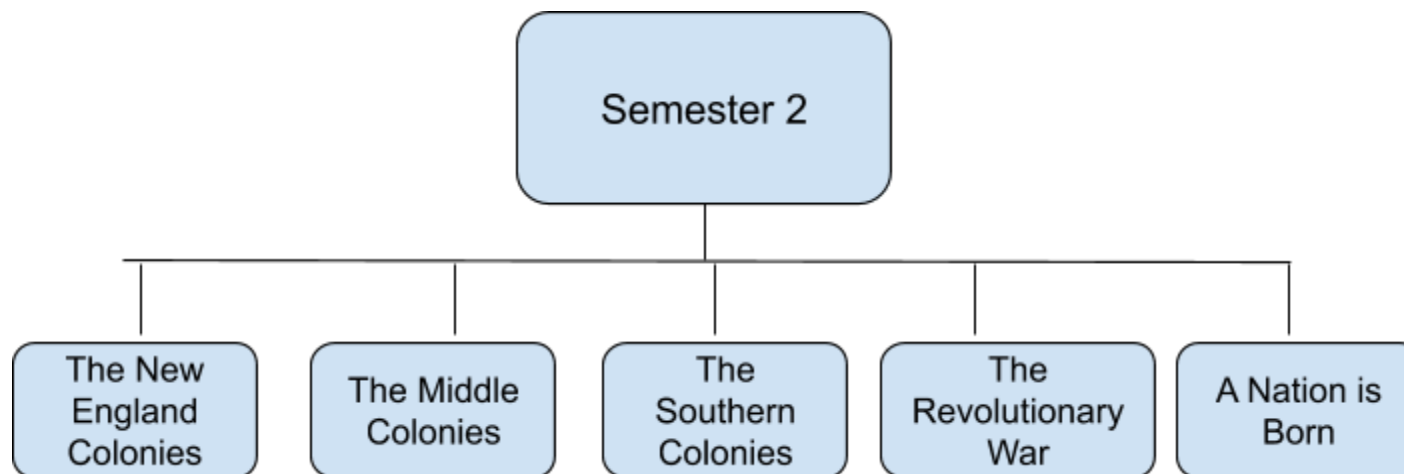 Semester 2
The New
England
Colonies
The Middle
Colonies
The
Southern
Colonies
The
Revolutionary
War
A Nation is
Born